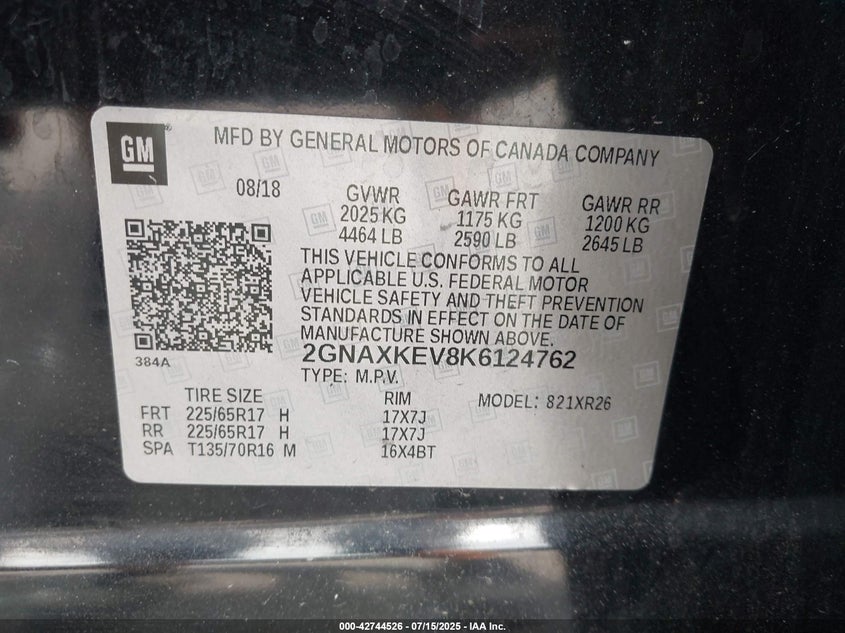 GM
MFD BY GENERAL MOTORS OF CANADA COMPANY
08/18
GVWR
2025 KG
4464 LB
GAWR FRT
1175 KG
2590 LB
GAWR RR
1200 KG
2645 LB
THIS VEHICLE CONFORMS TO ALL
APPLICABLE U.S. FEDERAL MOTOR
VEHICLE SAFETY AND THEFT PREVENTION
STANDARDS IN EFFECT ON THE DATE OF
MANUFACTURE SHOWN ABOVE.
384A
2GNAXKEV8K6124762
TYPE: M.P.V.
TIRE SIZE RIM MODEL: 821XR26
FRT 225/65R17 H 17X7J
RR 225/65R17 H 17X7J
SPA T135/70R16 M 16X4BT
000-42744526 - 07/15/2025 - IAA Inc.